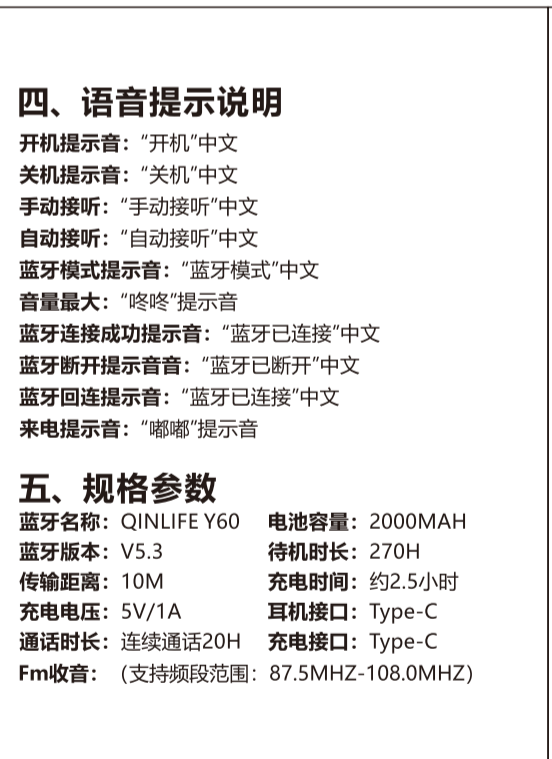 四、语音提示说明
开机提示音：“开机”中文
关机提示音：“关机”中文
手动接听：“手动接听”中文
自动接听：“自动接听”中文
蓝牙模式提示音：“蓝牙模式”中文
音量最大：“咚咚”提示音
蓝牙连接成功提示音：“蓝牙已连接”中文
蓝牙断开提示音音：“蓝牙已断开”中文
蓝牙回连提示音：“蓝牙已连接”中文
来电提示音：“嘟嘟”提示音
五、规格参数
蓝牙名称：QINLIFE Y60 电池容量：2000MAH
蓝牙版本：V5.3 待机时长：270H
传输距离：10M 充电时间：约2.5小时
充电电压：5V/1A 耳机接口：Type-C
通话时长：连续通话20H 充电接口：Type-C
Fm收音：（支持频段范围：87.5MHZ-108.0MHZ）